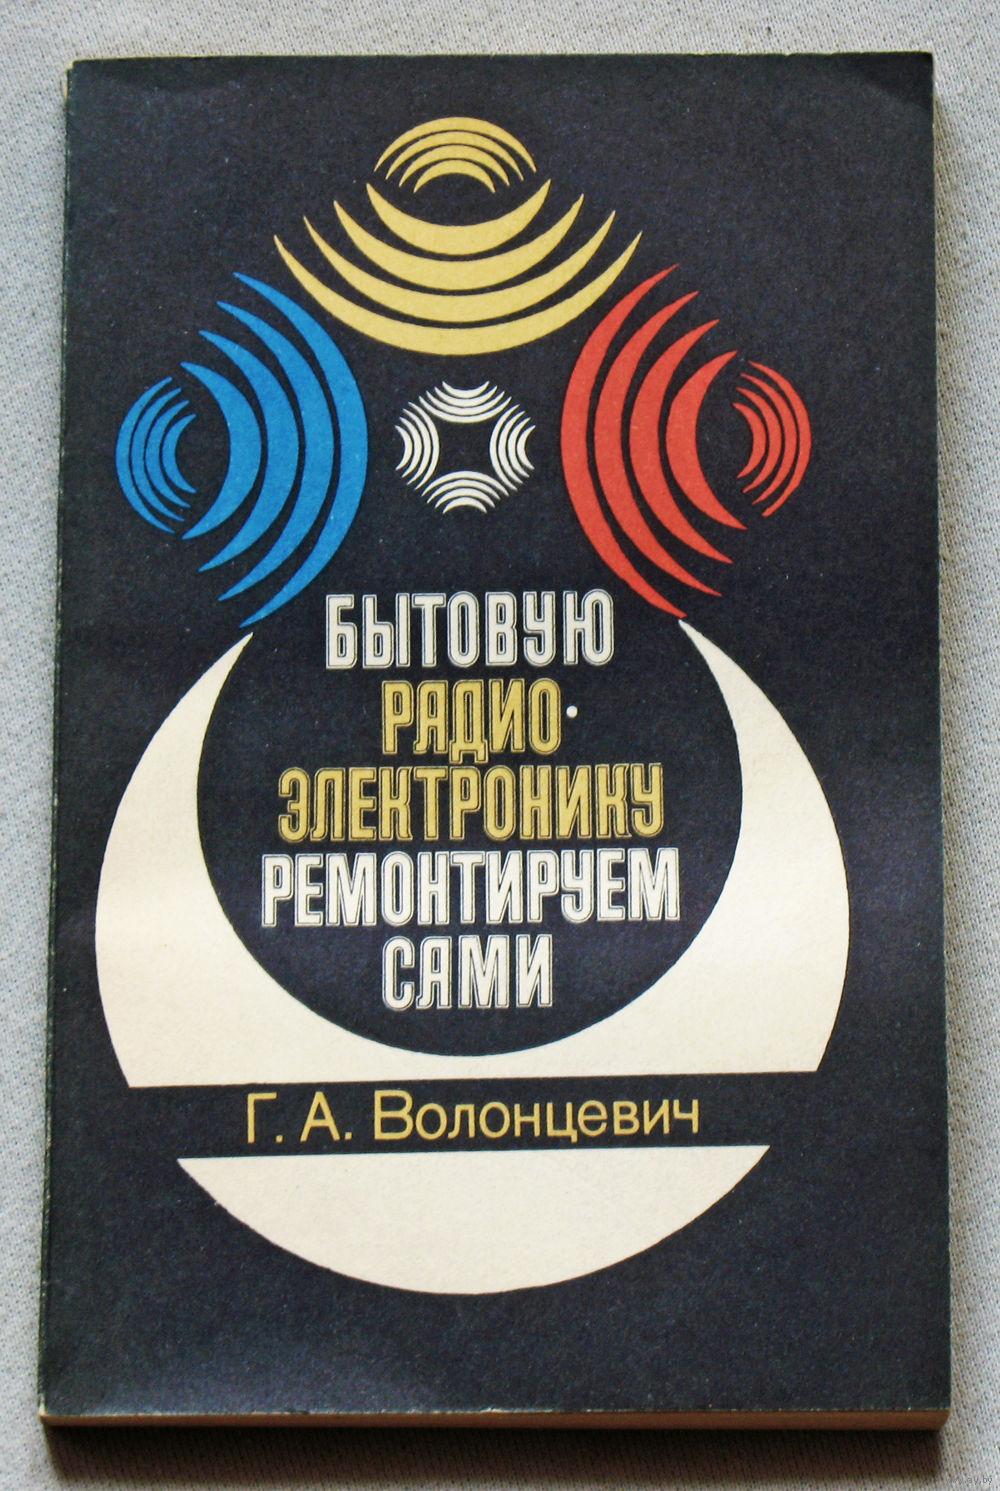 БЫТОВУЮ
РАДИО·
ЭЛЕКТРОНИКУ
РЕМОНТИРУЕМ
САМИ
Г. А. Волонцевич